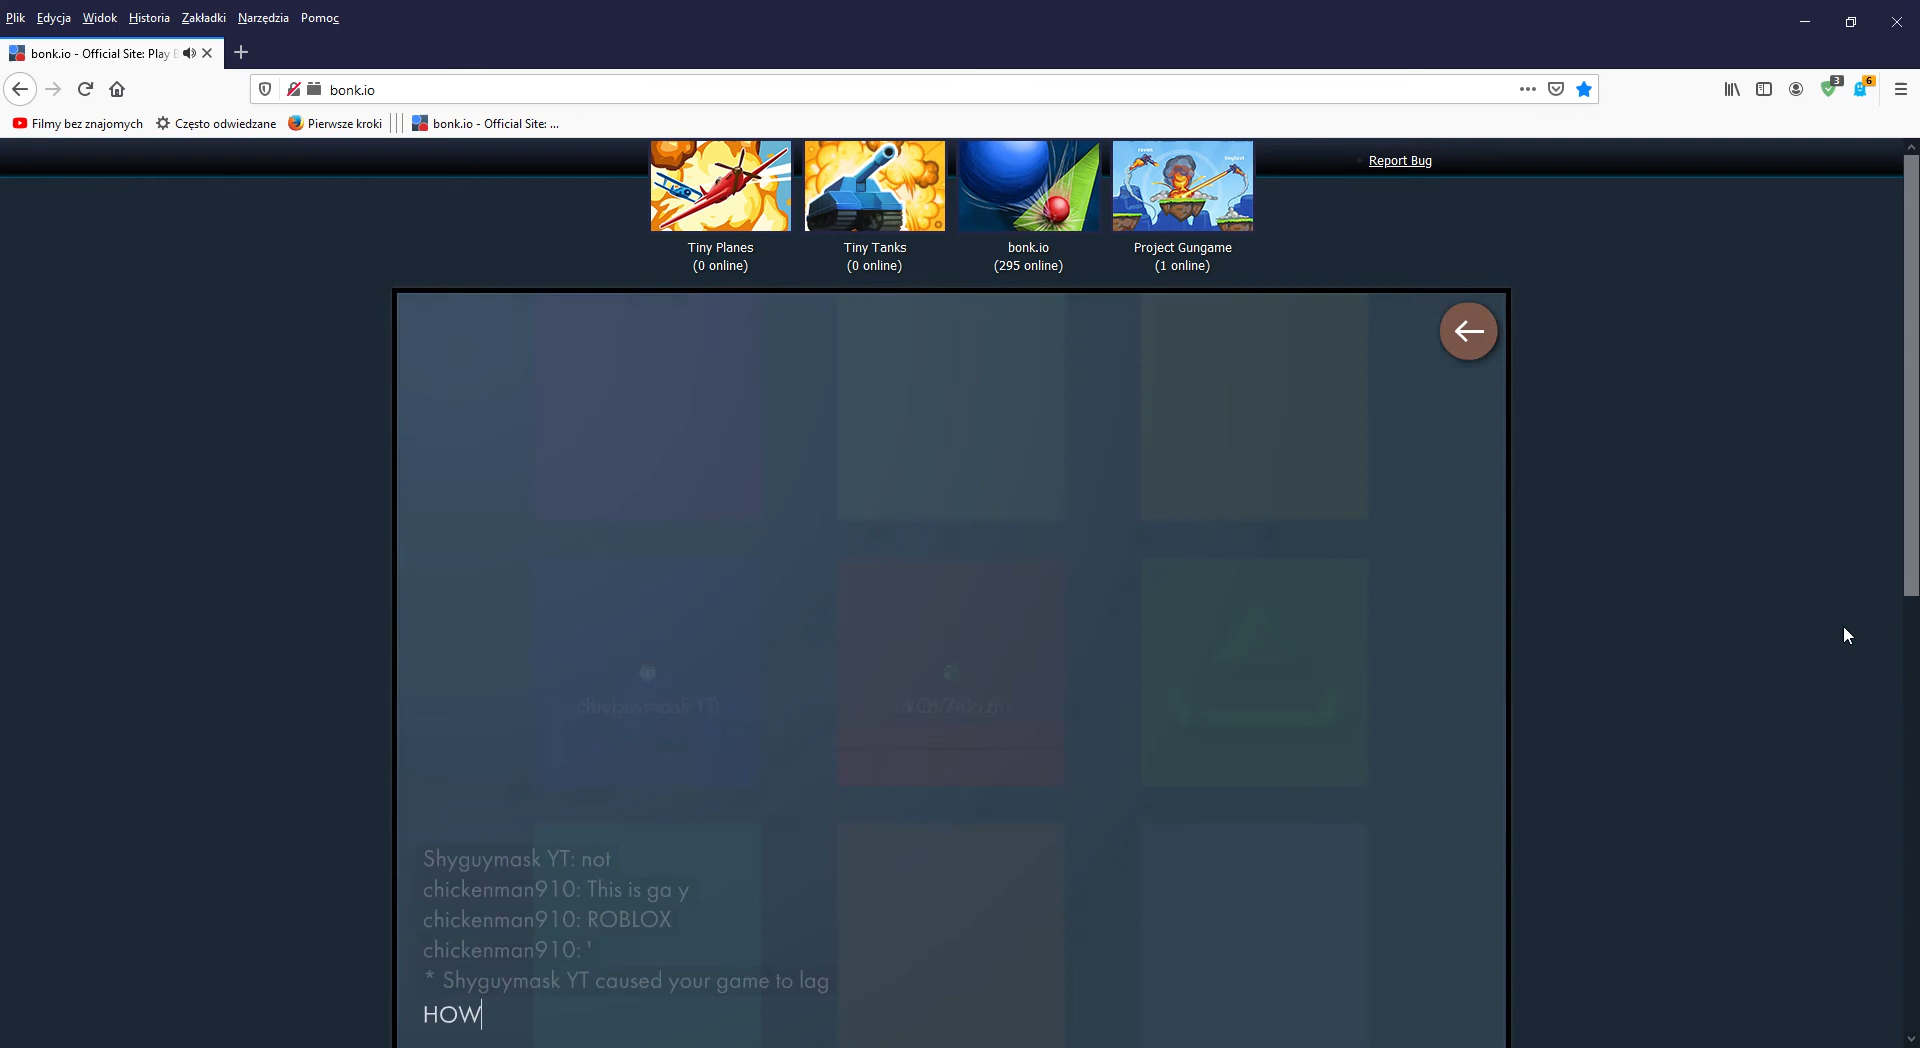 Plik Edycja Widok Historia Zakładki Narzędzia Pomoc
bonk.io - Official Site: Play
bonk.io
3
6
Filmy bez znajomych Często odwiedzane Pierwsze kroki bonk.io - Official Site: ...
Report Bug
raven
Tiny Planes
(0 online)
Tiny Tanks
(0 online)
bonk.io
(295 online)
Project Gungame
(1 online)
Shyguymask YT: not
chickenman910: This is ga y
chickenman910: ROBLOX
chickenman910: '
* Shyguymask YT caused your game to lag
HOW